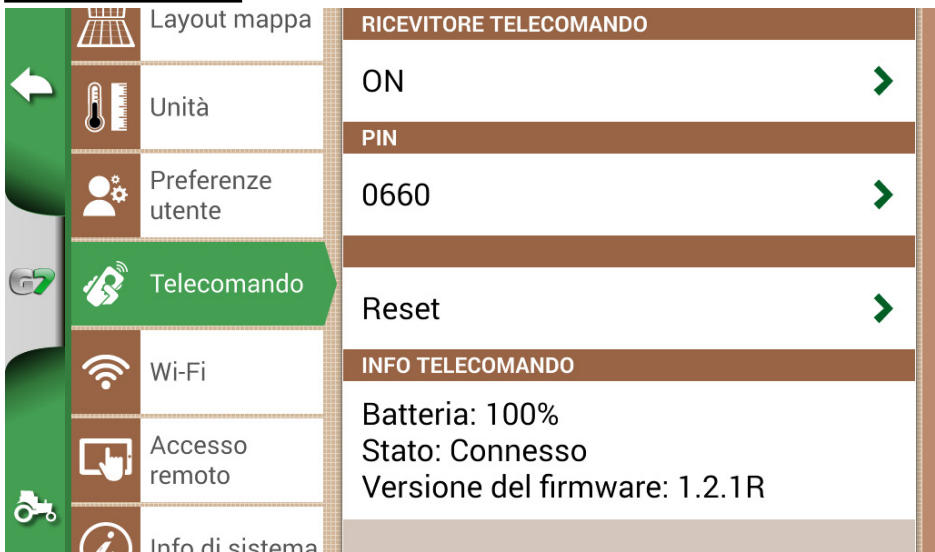 Layout mappa
Unità
Preferenze
utente
G7
Telecomando
Wi-Fi
Accesso
remoto
Info di sistema
RICEVITORE TELECOMANDO
ON
PIN
0660
Reset
INFO TELECOMANDO
Batteria: 100%
Stato: Connesso
Versione del firmware: 1.2.1R